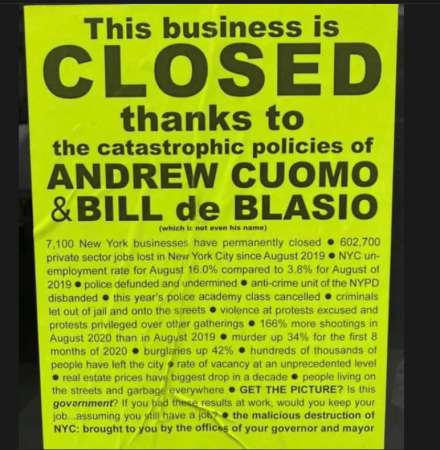 This business is
CLOSED
thanks to
the catastrophic policies of
ANDREW CUOMO
& BILL de BLASIO
(which is not even his name)
7,100 New York businesses have permanently closed ● 602,700
private sector jobs lost in New York City since August 2019 ● NYC un-
employment rate for August 16.0% compared to 3.8% for August of
2019 ● police defunded and undermined ● anti-crime unit of the NYPD
disbanded ● this year's police academy class cancelled ● criminals
let out of jail and onto the streets ● violence at protests excused and
protests privileged over other gatherings ● 166% more shootings in
August 2020 than in August 2019 ● murder up 34% for the first 8
months of 2020 ● burglaries up 42% ● hundreds of thousands of
people have left the city ● rate of vacancy at an unprecedented level
● real estate prices have biggest drop in a decade ● people living on
the streets and garbage everywhere ● GET THE PICTURE? Is this
government? If you had these results at work, would you keep your
job...assuming you still have a job? ● the malicious destruction of
NYC: brought to you by the offices of your governor and mayor